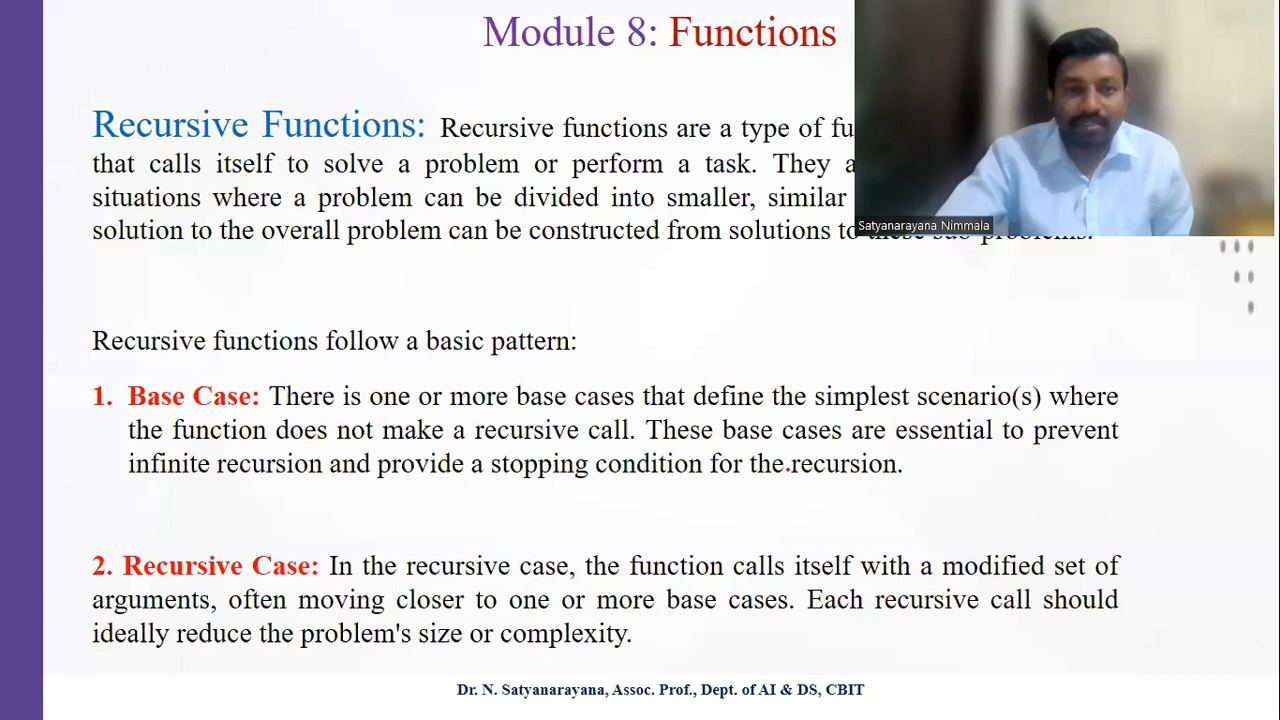 Module 8: Functions
Recursive Functions: Recursive functions are a type of
that calls itself to solve a problem or perform a task. They
situations where a problem can be divided into smaller, similar
solution to the overall problem can be constructed from solutions to these sub-problems.
Satyanarayana Nimmala
Recursive functions follow a basic pattern:
1. Base Case: There is one or more base cases that define the simplest scenario(s) where
the function does not make a recursive call. These base cases are essential to prevent
infinite recursion and provide a stopping condition for the recursion.
2. Recursive Case: In the recursive case, the function calls itself with a modified set of
arguments, often moving closer to one or more base cases. Each recursive call should
ideally reduce the problem's size or complexity.
Dr. N. Satyanarayana, Assoc. Prof., Dept. of AI & DS, CBIT